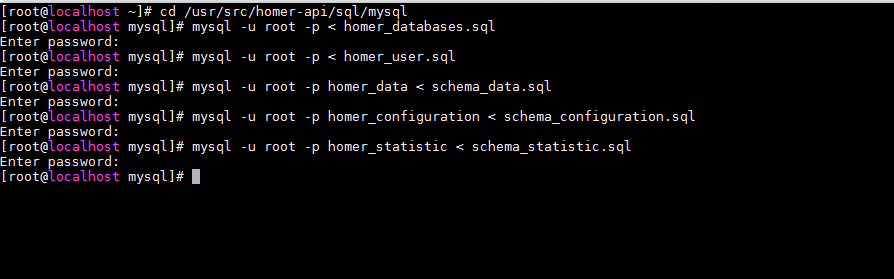 [root@localhost ~]# cd /usr/src/homer-api/sql/mysql
[root@localhost mysql]# mysql -u root -p < homer_databases.sql
Enter password:
[root@localhost mysql]# mysql -u root -p < homer_user.sql
Enter password:
[root@localhost mysql]# mysql -u root -p homer_data < schema_data.sql
Enter password:
[root@localhost mysql]# mysql -u root -p homer_configuration < schema_configuration.sql
Enter password:
[root@localhost mysql]# mysql -u root -p homer_statistic < schema_statistic.sql
Enter password:
[root@localhost mysql]#